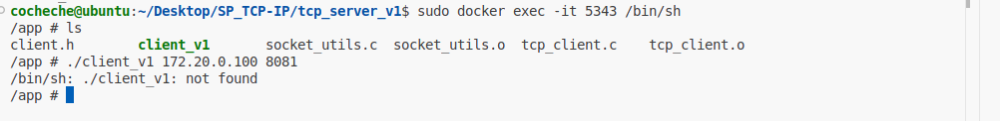 cocheche@ubuntu:~/Desktop/SP_TCP-IP/tcp_server_v1$ sudo docker exec -it 5343 /bin/sh
/app # ls
client.h        client_v1       socket_utils.c  socket_utils.o  tcp_client.c    tcp_client.o
/app # ./client_v1 172.20.0.100 8081
/bin/sh: ./client_v1: not found
/app #